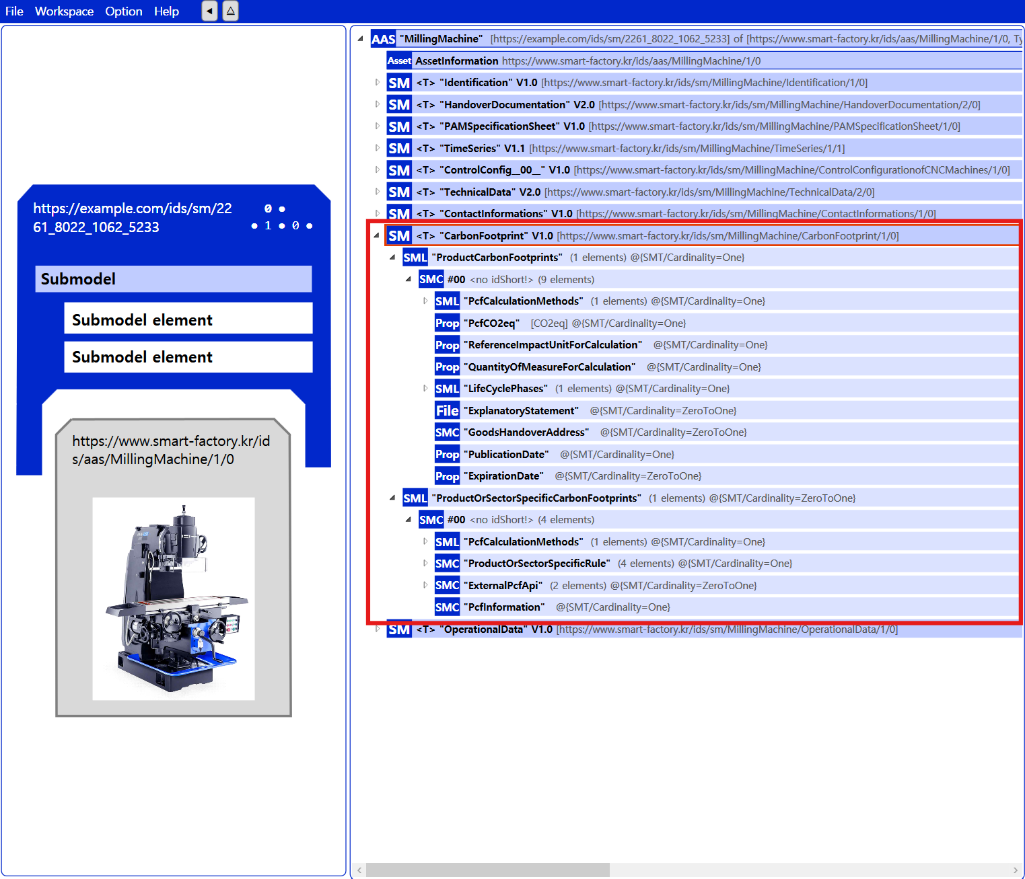 File Workspace Option Help
https://example.com/ids/sm/22
61_8022_1062_5233
0
1 0
Submodel
Submodel element
Submodel element
https://www.smart-factory.kr/id
s/aas/MillingMachine/1/0
AAS "MillingMachine" [https://example.com/ids/sm/2261_8022_1062_5233] of [https://www.smart-factory.kr/ids/aas/MillingMachine/1/0, Ty
Asset AssetInformation https://www.smart-factory.kr/ids/aas/MillingMachine/1/0
SM <T> "Identification" V1.0 [https://www.smart-factory.kr/ids/sm/MillingMachine/Identification/1/0]
SM <T> "HandoverDocumentation" V2.0 [https://www.smart-factory.kr/ids/sm/MillingMachine/HandoverDocumentation/2/0]
SM <T> "PAMSpecificationSheet" V1.0 [https://www.smart-factory.kr/ids/sm/MillingMachine/PAMSpecificationSheet/1/0]
SM <T> "TimeSeries" V1.1 [https://www.smart-factory.kr/ids/sm/MillingMachine/TimeSeries/1/1]
SM <T> "ControlConfig__00__" V1.0 [https://www.smart-factory.kr/ids/sm/MillingMachine/ControlConfigurationofCNCMachines/1/0]
SM <T> "TechnicalData" V2.0 [https://www.smart-factory.kr/ids/sm/MillingMachine/TechnicalData/2/0]
SM <T> "ContactInformations" V1.0 [https://www.smart-factory.kr/ids/sm/MillingMachine/ContactInformations/1/0]
SM <T> "CarbonFootprint" V1.0 [https://www.smart-factory.kr/ids/sm/MillingMachine/CarbonFootprint/1/0]
SML "ProductCarbonFootprints" (1 elements) @{SMT/Cardinality=One}
SMC #00 <no idShort!> (9 elements)
SML "PcfCalculationMethods" (1 elements) @{SMT/Cardinality=One}
Prop "PcfCO2eq" [CO2eq] @{SMT/Cardinality=One}
Prop "ReferenceImpactUnitForCalculation" @{SMT/Cardinality=One}
Prop "QuantityOfMeasureForCalculation" @{SMT/Cardinality=One}
SML "LifeCyclePhases" (1 elements) @{SMT/Cardinality=One}
File "ExplanatoryStatement" @{SMT/Cardinality=ZeroToOne}
SMC "GoodsHandoverAddress" @{SMT/Cardinality=ZeroToOne}
Prop "PublicationDate" @{SMT/Cardinality=One}
Prop "ExpirationDate" @{SMT/Cardinality=ZeroToOne}
SML "ProductOrSectorSpecificCarbonFootprints" (1 elements) @{SMT/Cardinality=ZeroToOne}
SMC #00 <no idShort!> (4 elements)
SML "PcfCalculationMethods" (1 elements) @{SMT/Cardinality=One}
SMC "ProductOrSectorSpecificRule" (4 elements) @{SMT/Cardinality=One}
SMC "ExternalPcfApi" (2 elements) @{SMT/Cardinality=ZeroToOne}
SMC "PcfInformation" @{SMT/Cardinality=One}
SM <T> "OperationalData" V1.0 [https://www.smart-factory.kr/ids/sm/MillingMachine/OperationalData/1/0]